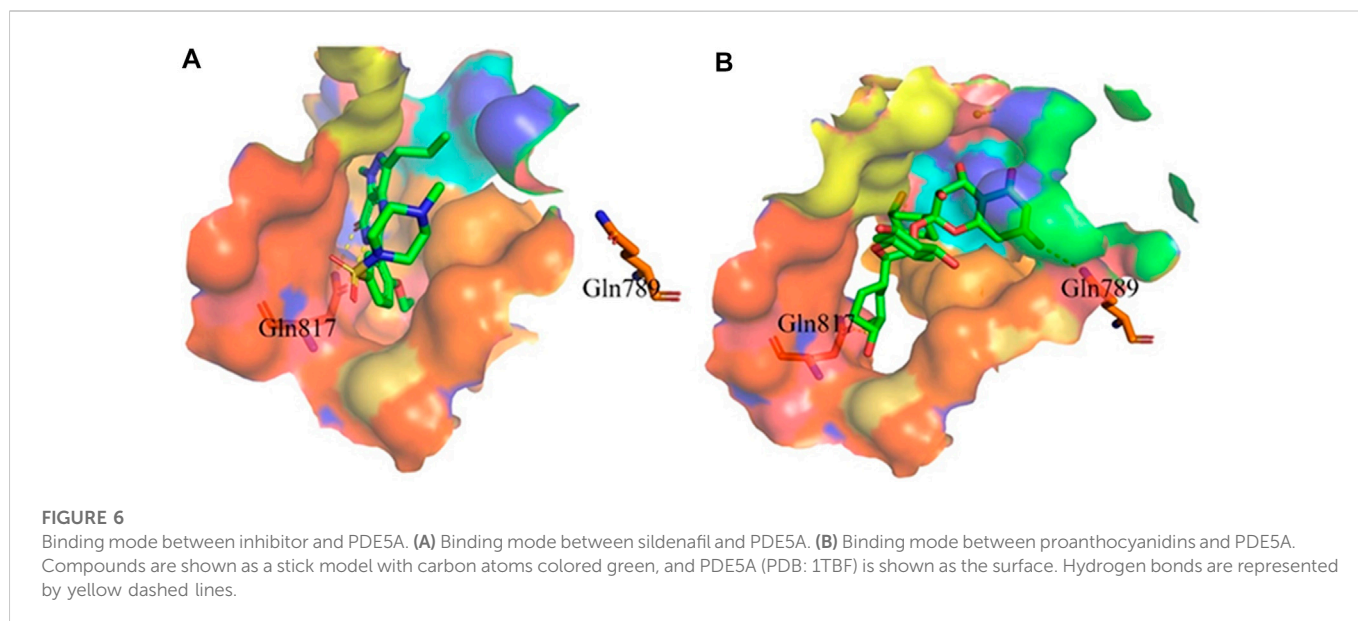 A
B
Gln789
Gln817
Gln817
Gln789
FIGURE 6
Binding mode between inhibitor and PDE5A. (A) Binding mode between sildenafil and PDE5A. (B) Binding mode between proanthocyanidins and PDE5A.
Compounds are shown as a stick model with carbon atoms colored green, and PDE5A (PDB: 1TBF) is shown as the surface. Hydrogen bonds are represented
by yellow dashed lines.